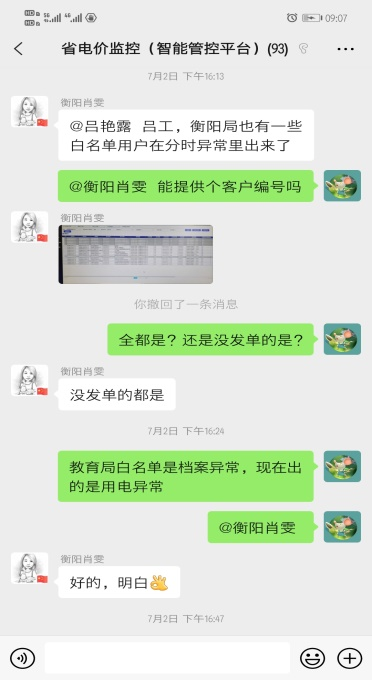 09:07
省电价监控（智能管控平台）(93)
7月2日 下午16:13
衡阳肖雯
@吕艳露 吕工，衡阳局也有一些
白名单用户在分时异常里出来了
@衡阳肖雯 能提供个客户编号吗
衡阳肖雯
你撤回了一条消息
全都是？还是没发单的是？
衡阳肖雯
没发单的都是
7月2日 下午16:24
教育局白名单是档案异常，现在出
的是用电异常
@衡阳肖雯
衡阳肖雯
好的，明白
7月2日 下午16:47